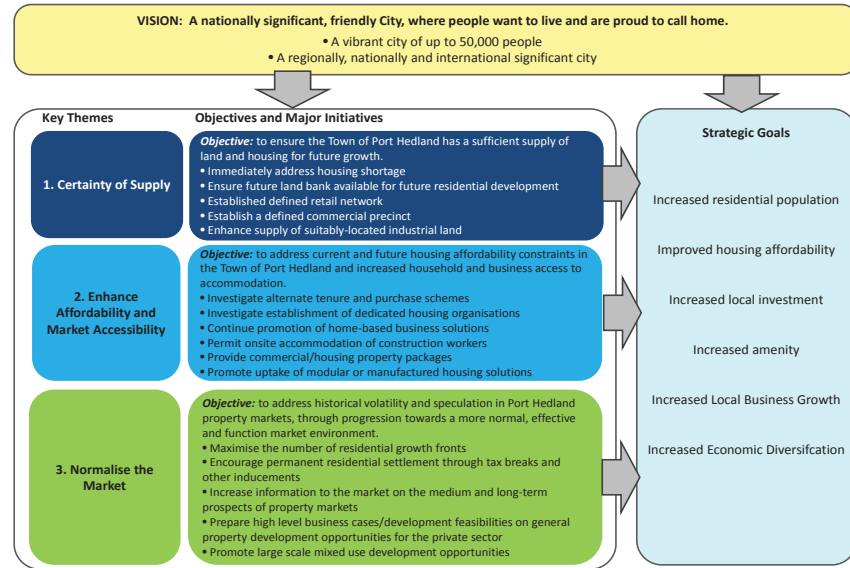 VISION: A nationally significant, friendly City, where people want to live and are proud to call home.
• A vibrant city of up to 50,000 people
• A regionally, nationally and international significant city
Key Themes
Objectives and Major Initiatives
1. Certainty of Supply
Objective: to ensure the Town of Port Hedland has a sufficient supply of
land and housing for future growth.
• Immediately address housing shortage
• Ensure future land bank available for future residential development
• Established defined retail network
• Establish a defined commercial precinct
• Enhance supply of suitably-located industrial land
2. Enhance
Affordability and
Market Accessibility
Objective: to address current and future housing affordability constraints in
the Town of Port Hedland and increased household and business access to
accommodation.
• Investigate alternate tenure and purchase schemes
• Investigate establishment of dedicated housing organisations
• Continue promotion of home-based business solutions
• Permit onsite accommodation of construction workers
• Provide commercial/housing property packages
• Promote uptake of modular or manufactured housing solutions
3. Normalise the
Market
Objective: to address historical volatility and speculation in Port Hedland
property markets, through progression towards a more normal, effective
and function market environment.
• Maximise the number of residential growth fronts
• Encourage permanent residential settlement through tax breaks and
other inducements
• Increase information to the market on the medium and long-term
prospects of property markets
• Prepare high level business cases/development feasibilities on general
property development opportunities for the private sector
• Promote large scale mixed use development opportunities
Strategic Goals
Increased residential population
Improved housing affordability
Increased local investment
Increased amenity
Increased Local Business Growth
Increased Economic Diversifcation